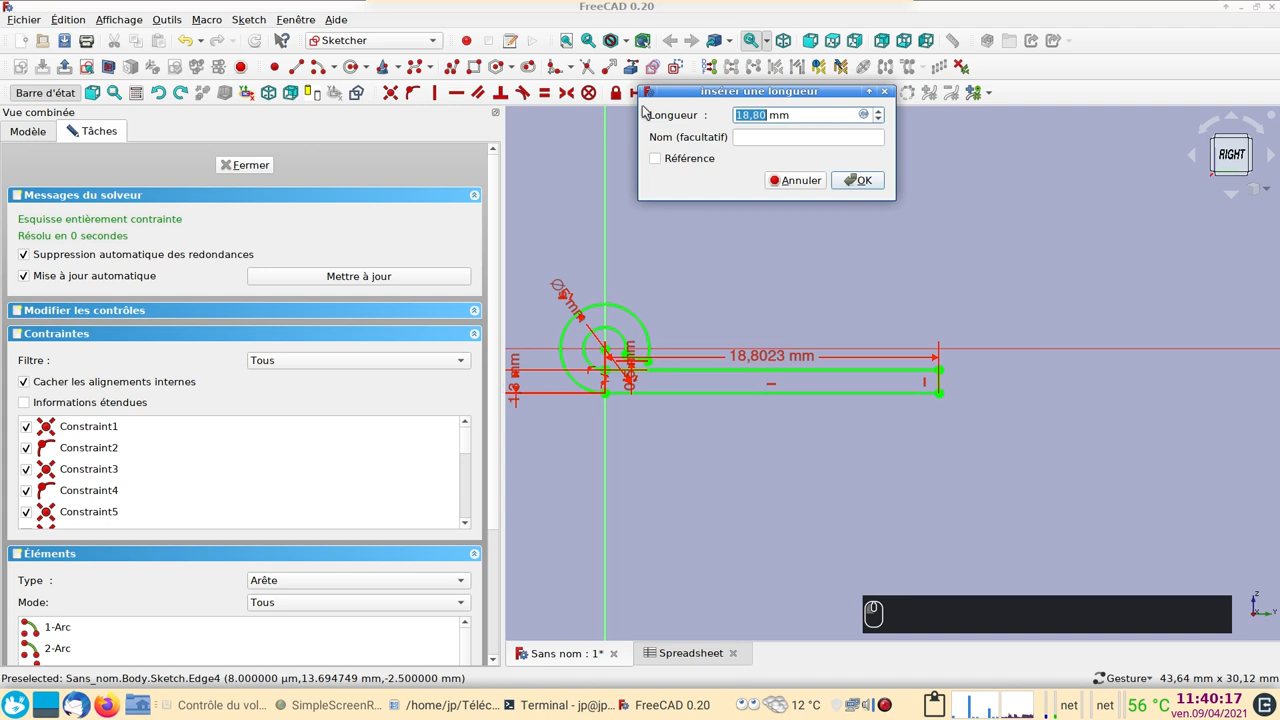 FreeCAD 0.20
Fichier Édition Affichage Outils Macro Sketch Fenêtre Aide
Sketcher
Barre d'état
Vue combinée
Modèle Tâches
Fermer
Messages du solveur
Esquisse entièrement contrainte
Résolu en 0 secondes
Suppression automatique des redondances
Mise à jour automatique
Mettre à jour
Modifier les contrôles
Contraintes
Filtre : Tous
Cacher les alignements internes
Informations étendues
Constraint1
Constraint2
Constraint3
Constraint4
Constraint5
Éléments
Type : Arête
Mode: Tous
1-Arc
2-Arc
insérer une longueur
Longueur : 18,80 mm
Nom (facultatif)
Référence
Annuler OK
RIGHT
18,8023 mm
Z
Y
Sans nom : 1* Spreadsheet
Preselected: Sans_nom.Body.Sketch.Edge4 (8.000000 µm,13.694749 mm,-2.500000 mm)
Gesture 43,64 mm x 30,12 mm
Contrôle du vol... SimpleScreenR... /home/jp/Téléc... Terminal - jp@jp... FreeCAD 0.20 12 °C net net 56 °C 11:40:17
ven.09/04/2021